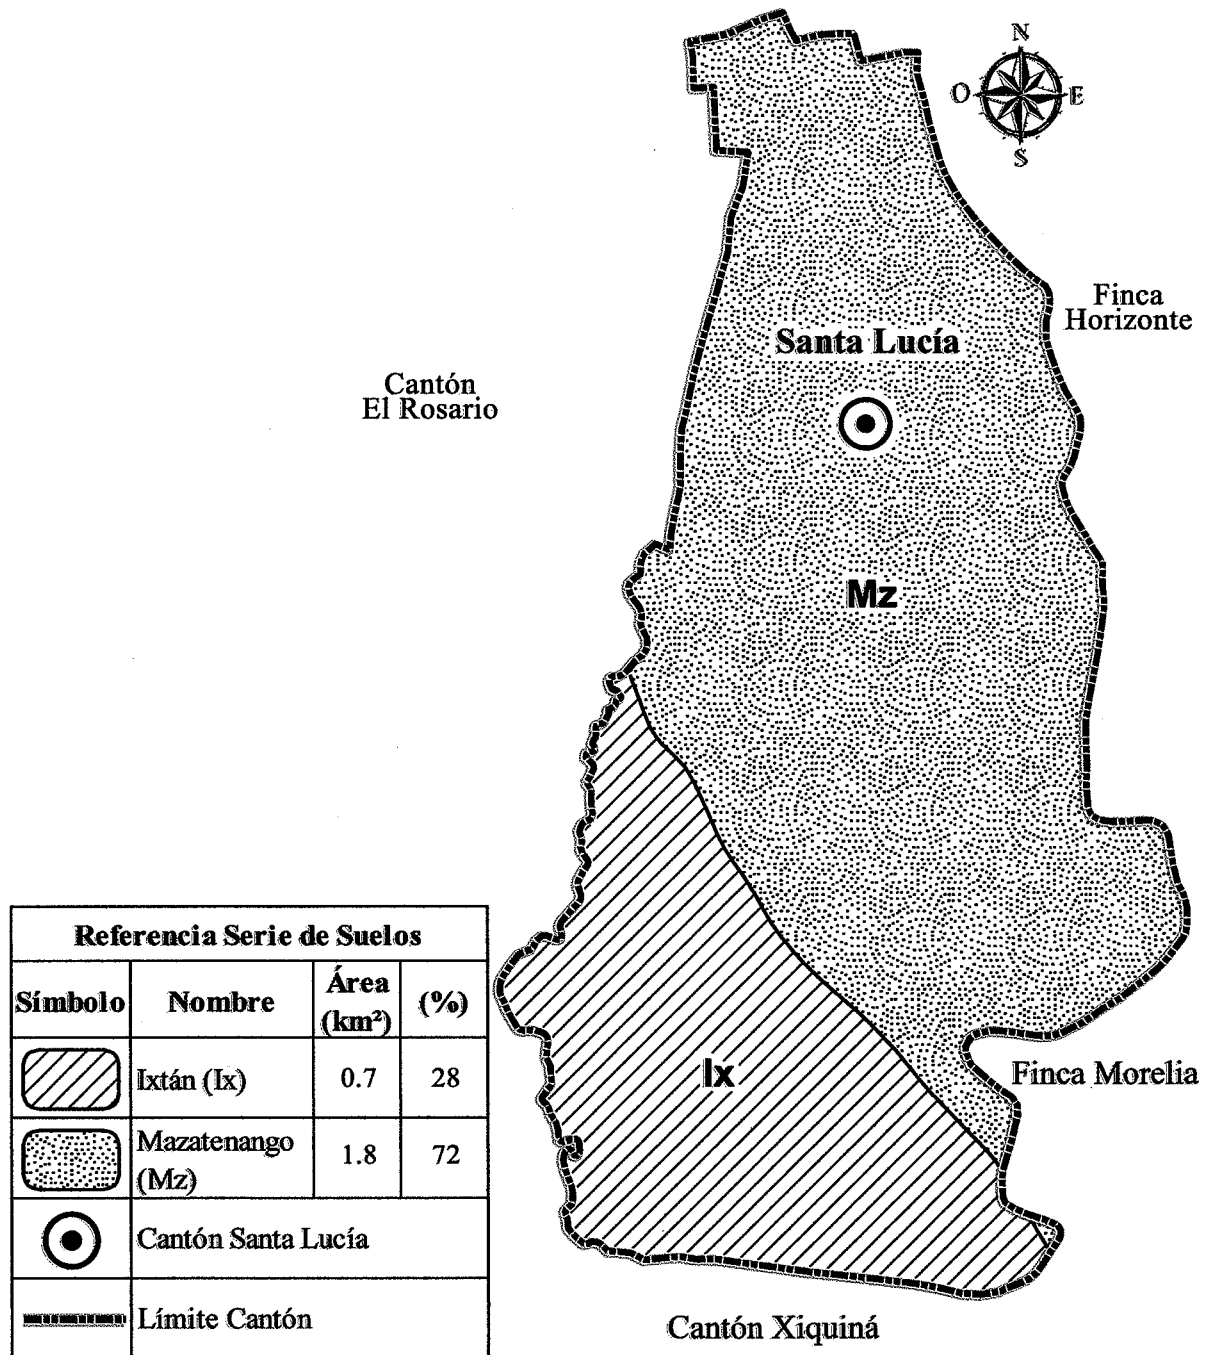 N
O
E
S
Finca
Horizonte
Santa Lucía
Cantón
El Rosario
Mz
Referencia Serie de Suelos
Símbolo Nombre Área (km²) (%)
Ixtán (Ix) 0.7 28
Mazatenango (Mz) 1.8 72
Cantón Santa Lucía
Límite Cantón
Ix
Finca Morelia
Cantón Xiquiná